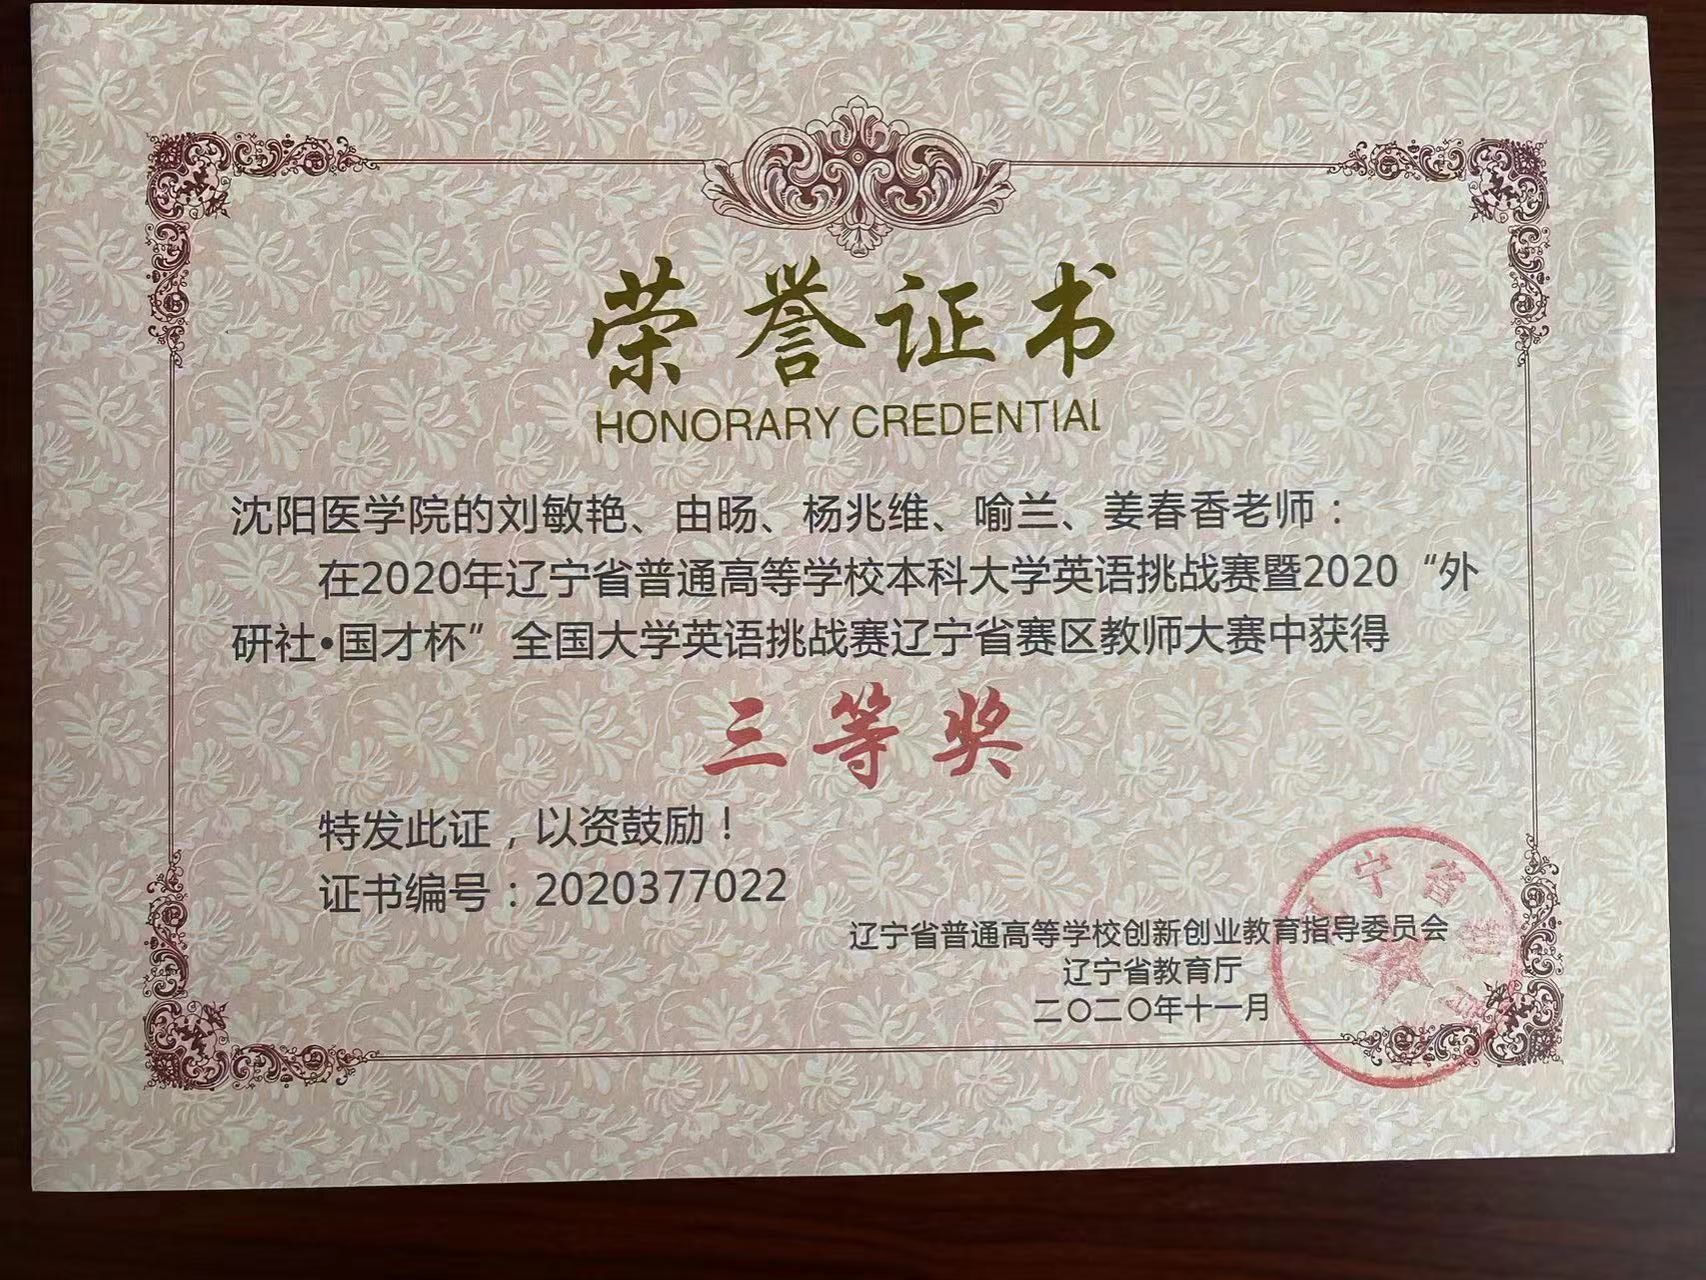 荣誉证书
HONORARY CREDENTIAL
沈阳医学院的刘敏艳、由旸、杨兆维、喻兰、姜春香老师：
在2020年辽宁省普通高等学校本科大学英语挑战赛暨2020“外
研社•国才杯”全国大学英语挑战赛辽宁省赛区教师大赛中获得
三等奖
特发此证，以资鼓励！
证书编号：2020377022
辽宁省普通高等学校创新创业教育指导委员会
辽宁省教育厅
二〇二〇年十一月
宁省